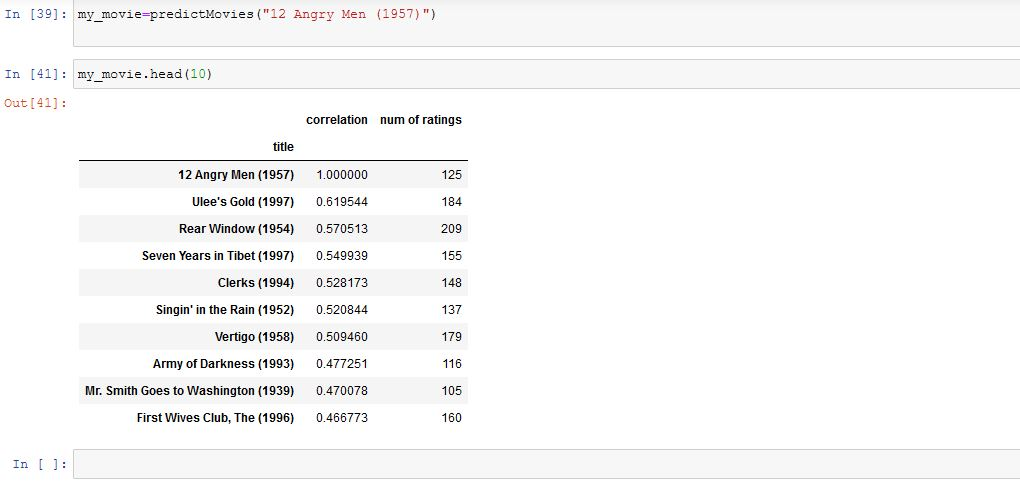 In [39]: my_movie=predictMovies("12 Angry Men (1957)")
In [41]: my_movie.head(10)
Out[41]:
correlation num of ratings
title
12 Angry Men (1957) 1.000000 125
Ulee's Gold (1997) 0.619544 184
Rear Window (1954) 0.570513 209
Seven Years in Tibet (1997) 0.549939 155
Clerks (1994) 0.528173 148
Singin' in the Rain (1952) 0.520844 137
Vertigo (1958) 0.509460 179
Army of Darkness (1993) 0.477251 116
Mr. Smith Goes to Washington (1939) 0.470078 105
First Wives Club, The (1996) 0.466773 160
In [ ]: